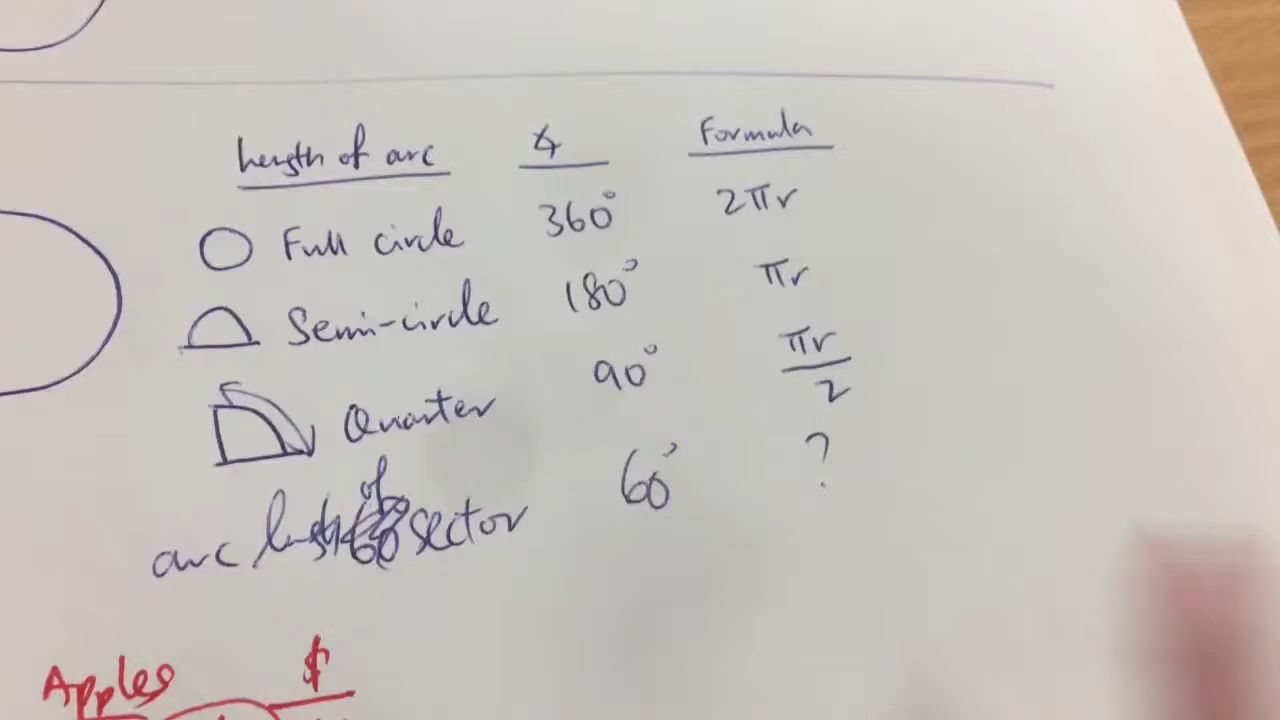 Length of arc ∡ Formula
Full circle 360° 2πr
Semi-circle 180° πr
Quarter 90° πr/2
arc length of sector 60° ?
Apples $